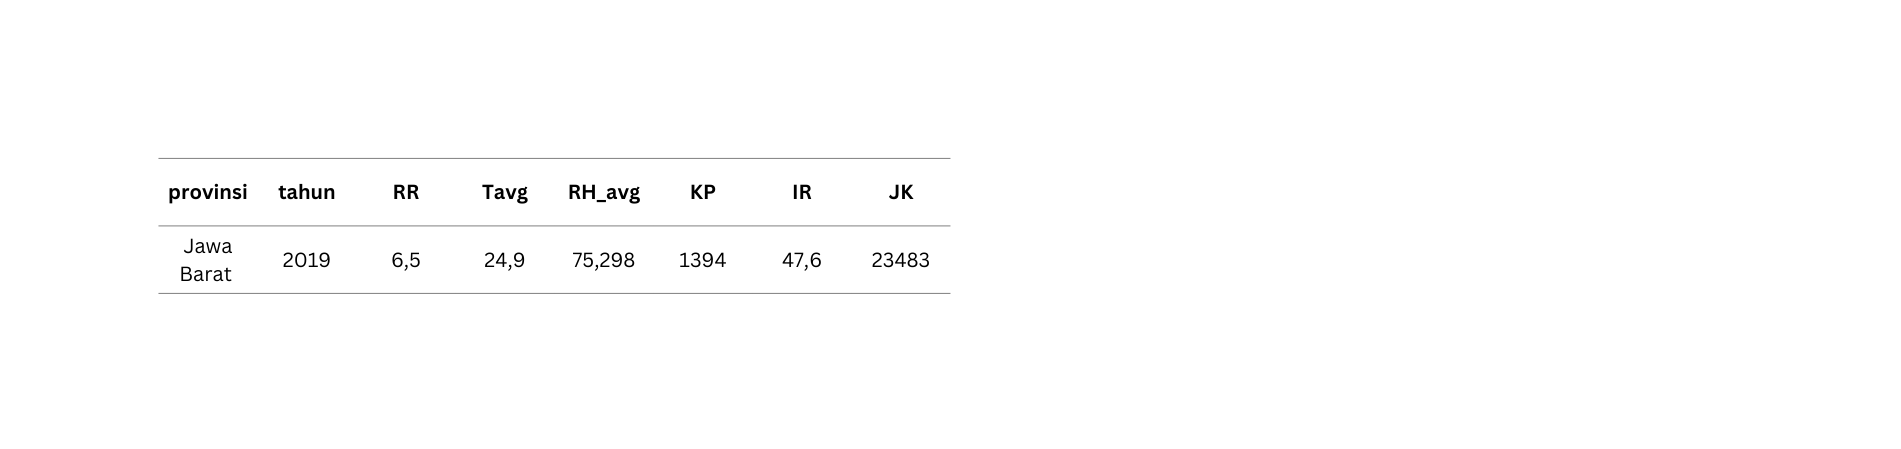 provinsi tahun RR Tavg RH_avg KP IR JK
Jawa
Barat 2019 6,5 24,9 75,298 1394 47,6 23483